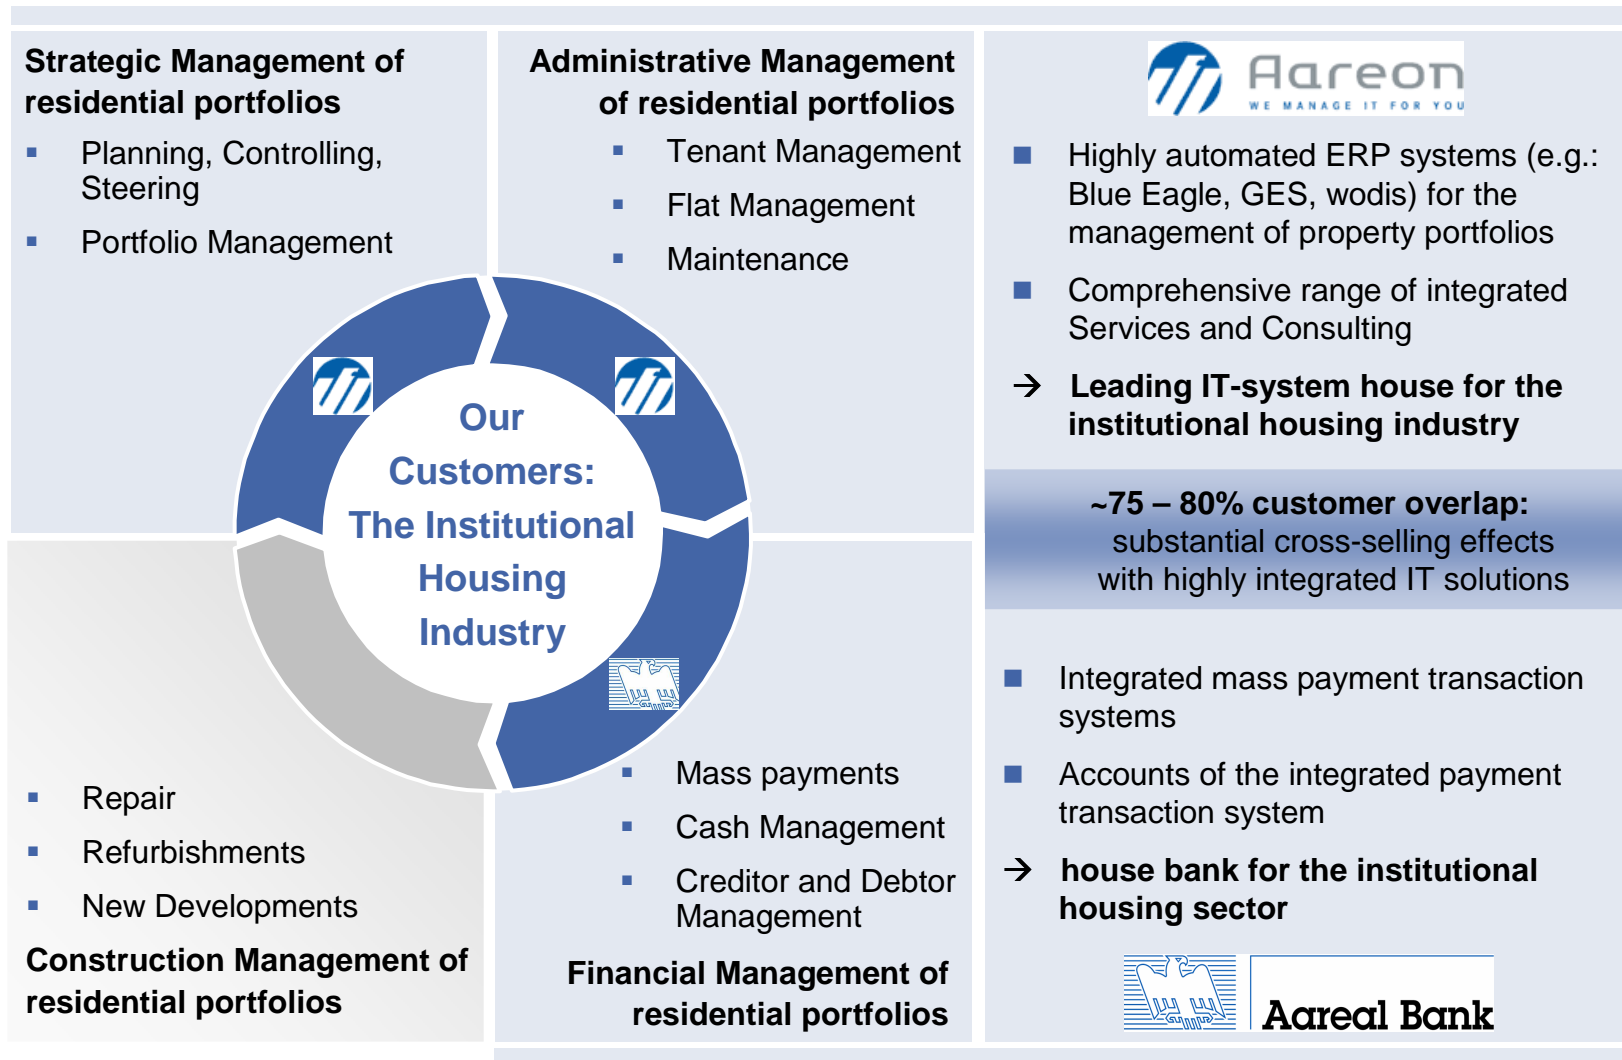 Strategic Management of
residential portfolios
Planning, Controlling,
Steering
Portfolio Management
Administrative Management
of residential portfolios
Tenant Management
Flat Management
Maintenance
Our
Customers:
The Institutional
Housing
Industry
Repair
Refurbishments
New Developments
Construction Management of
residential portfolios
Mass payments
Cash Management
Creditor and Debtor
Management
Financial Management of
residential portfolios
Aareon
WE MANAGE IT FOR YOU
Highly automated ERP systems (e.g.:
Blue Eagle, GES, wodis) for the
management of property portfolios
Comprehensive range of integrated
Services and Consulting
→ Leading IT-system house for the
institutional housing industry
~75 – 80% customer overlap:
substantial cross-selling effects
with highly integrated IT solutions
Integrated mass payment transaction
systems
Accounts of the integrated payment
transaction system
→ house bank for the institutional
housing sector
Aareal Bank